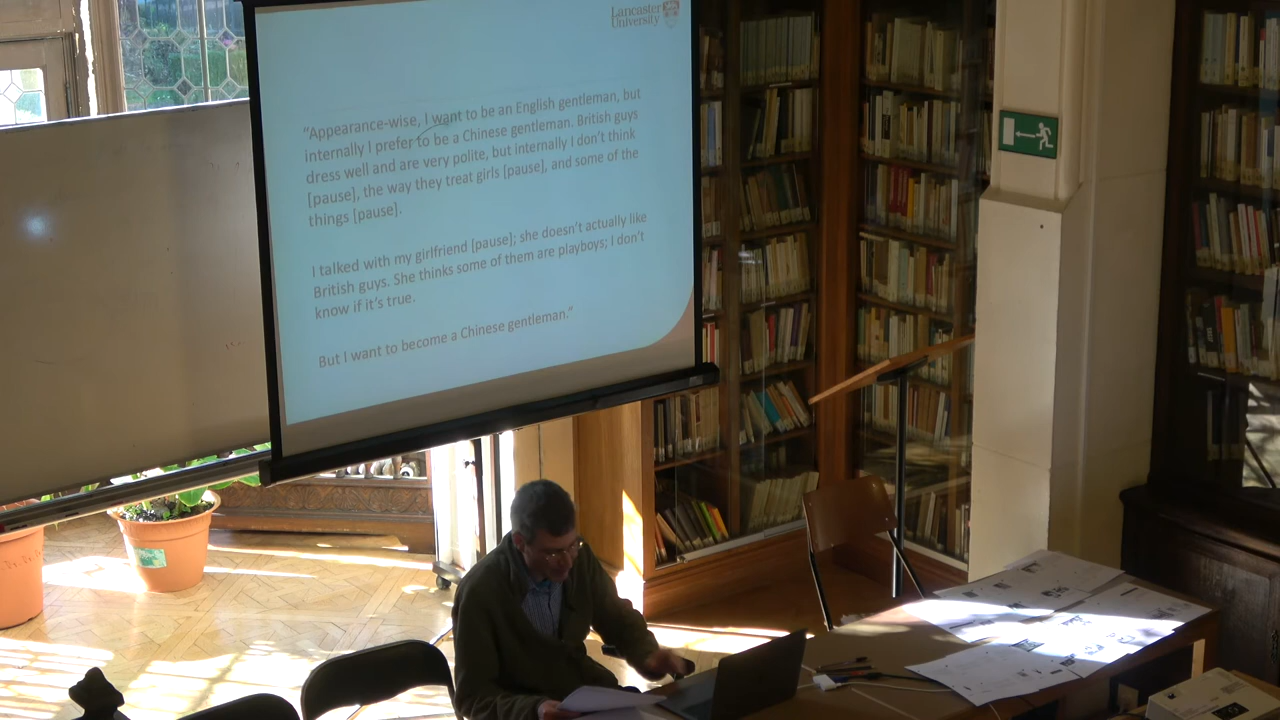 Lancaster
University
"Appearance-wise, I want to be an English gentleman, but
internally I prefer to be a Chinese gentleman. British guys
dress well and are very polite, but internally I don't think
[pause], the way they treat girls [pause], and some of the
things [pause].
I talked with my girlfriend [pause]; she doesn't actually like
British guys. She thinks some of them are playboys; I don't
know if it's true.
But I want to become a Chinese gentleman."